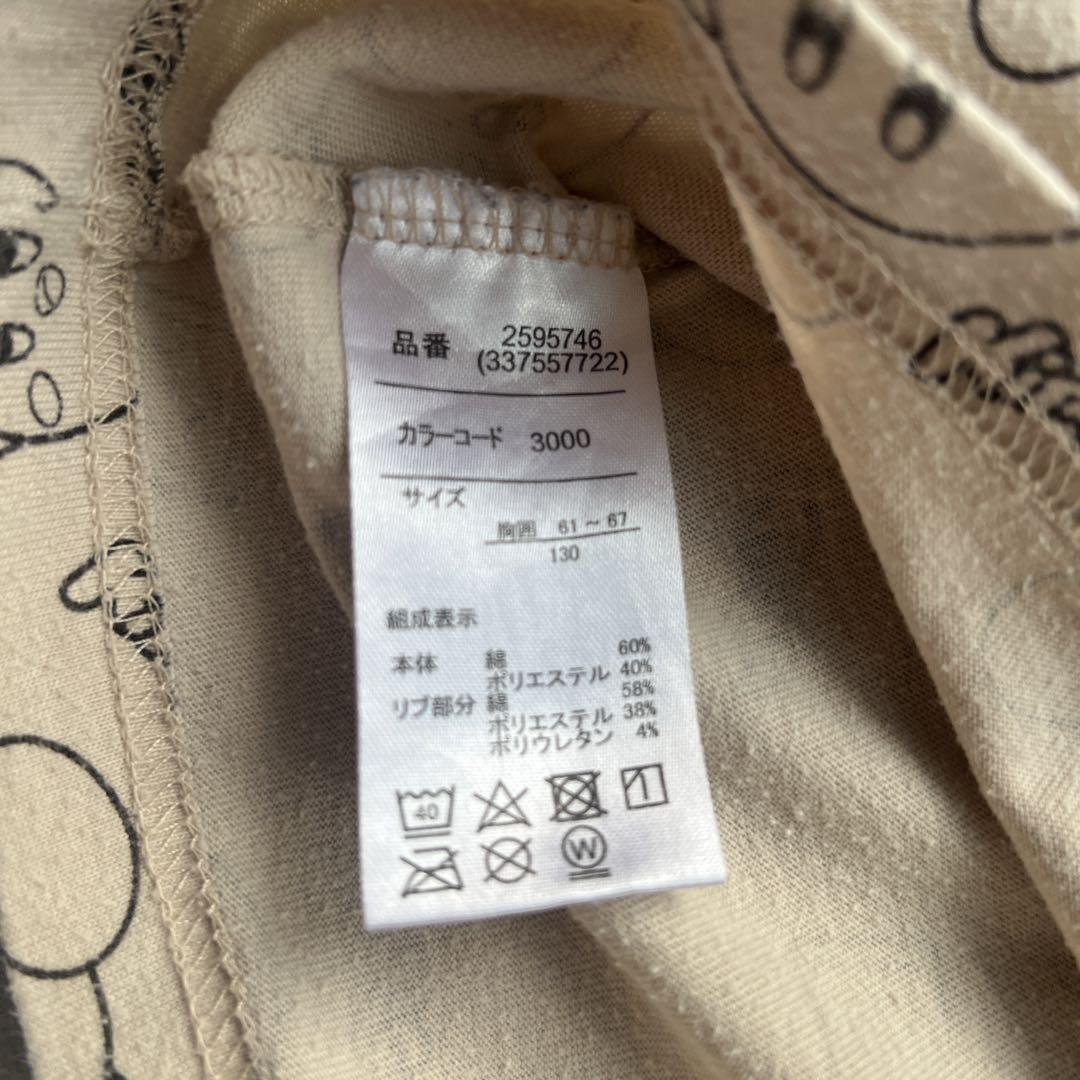 品番 2595746
(337557722)
カラーコード 3000
サイズ
胸囲 61～67
130
組成表示
本体 綿 60%
ポリエステル 40%
リブ部分 綿 58%
ポリエステル 38%
ポリウレタン 4%
40
W